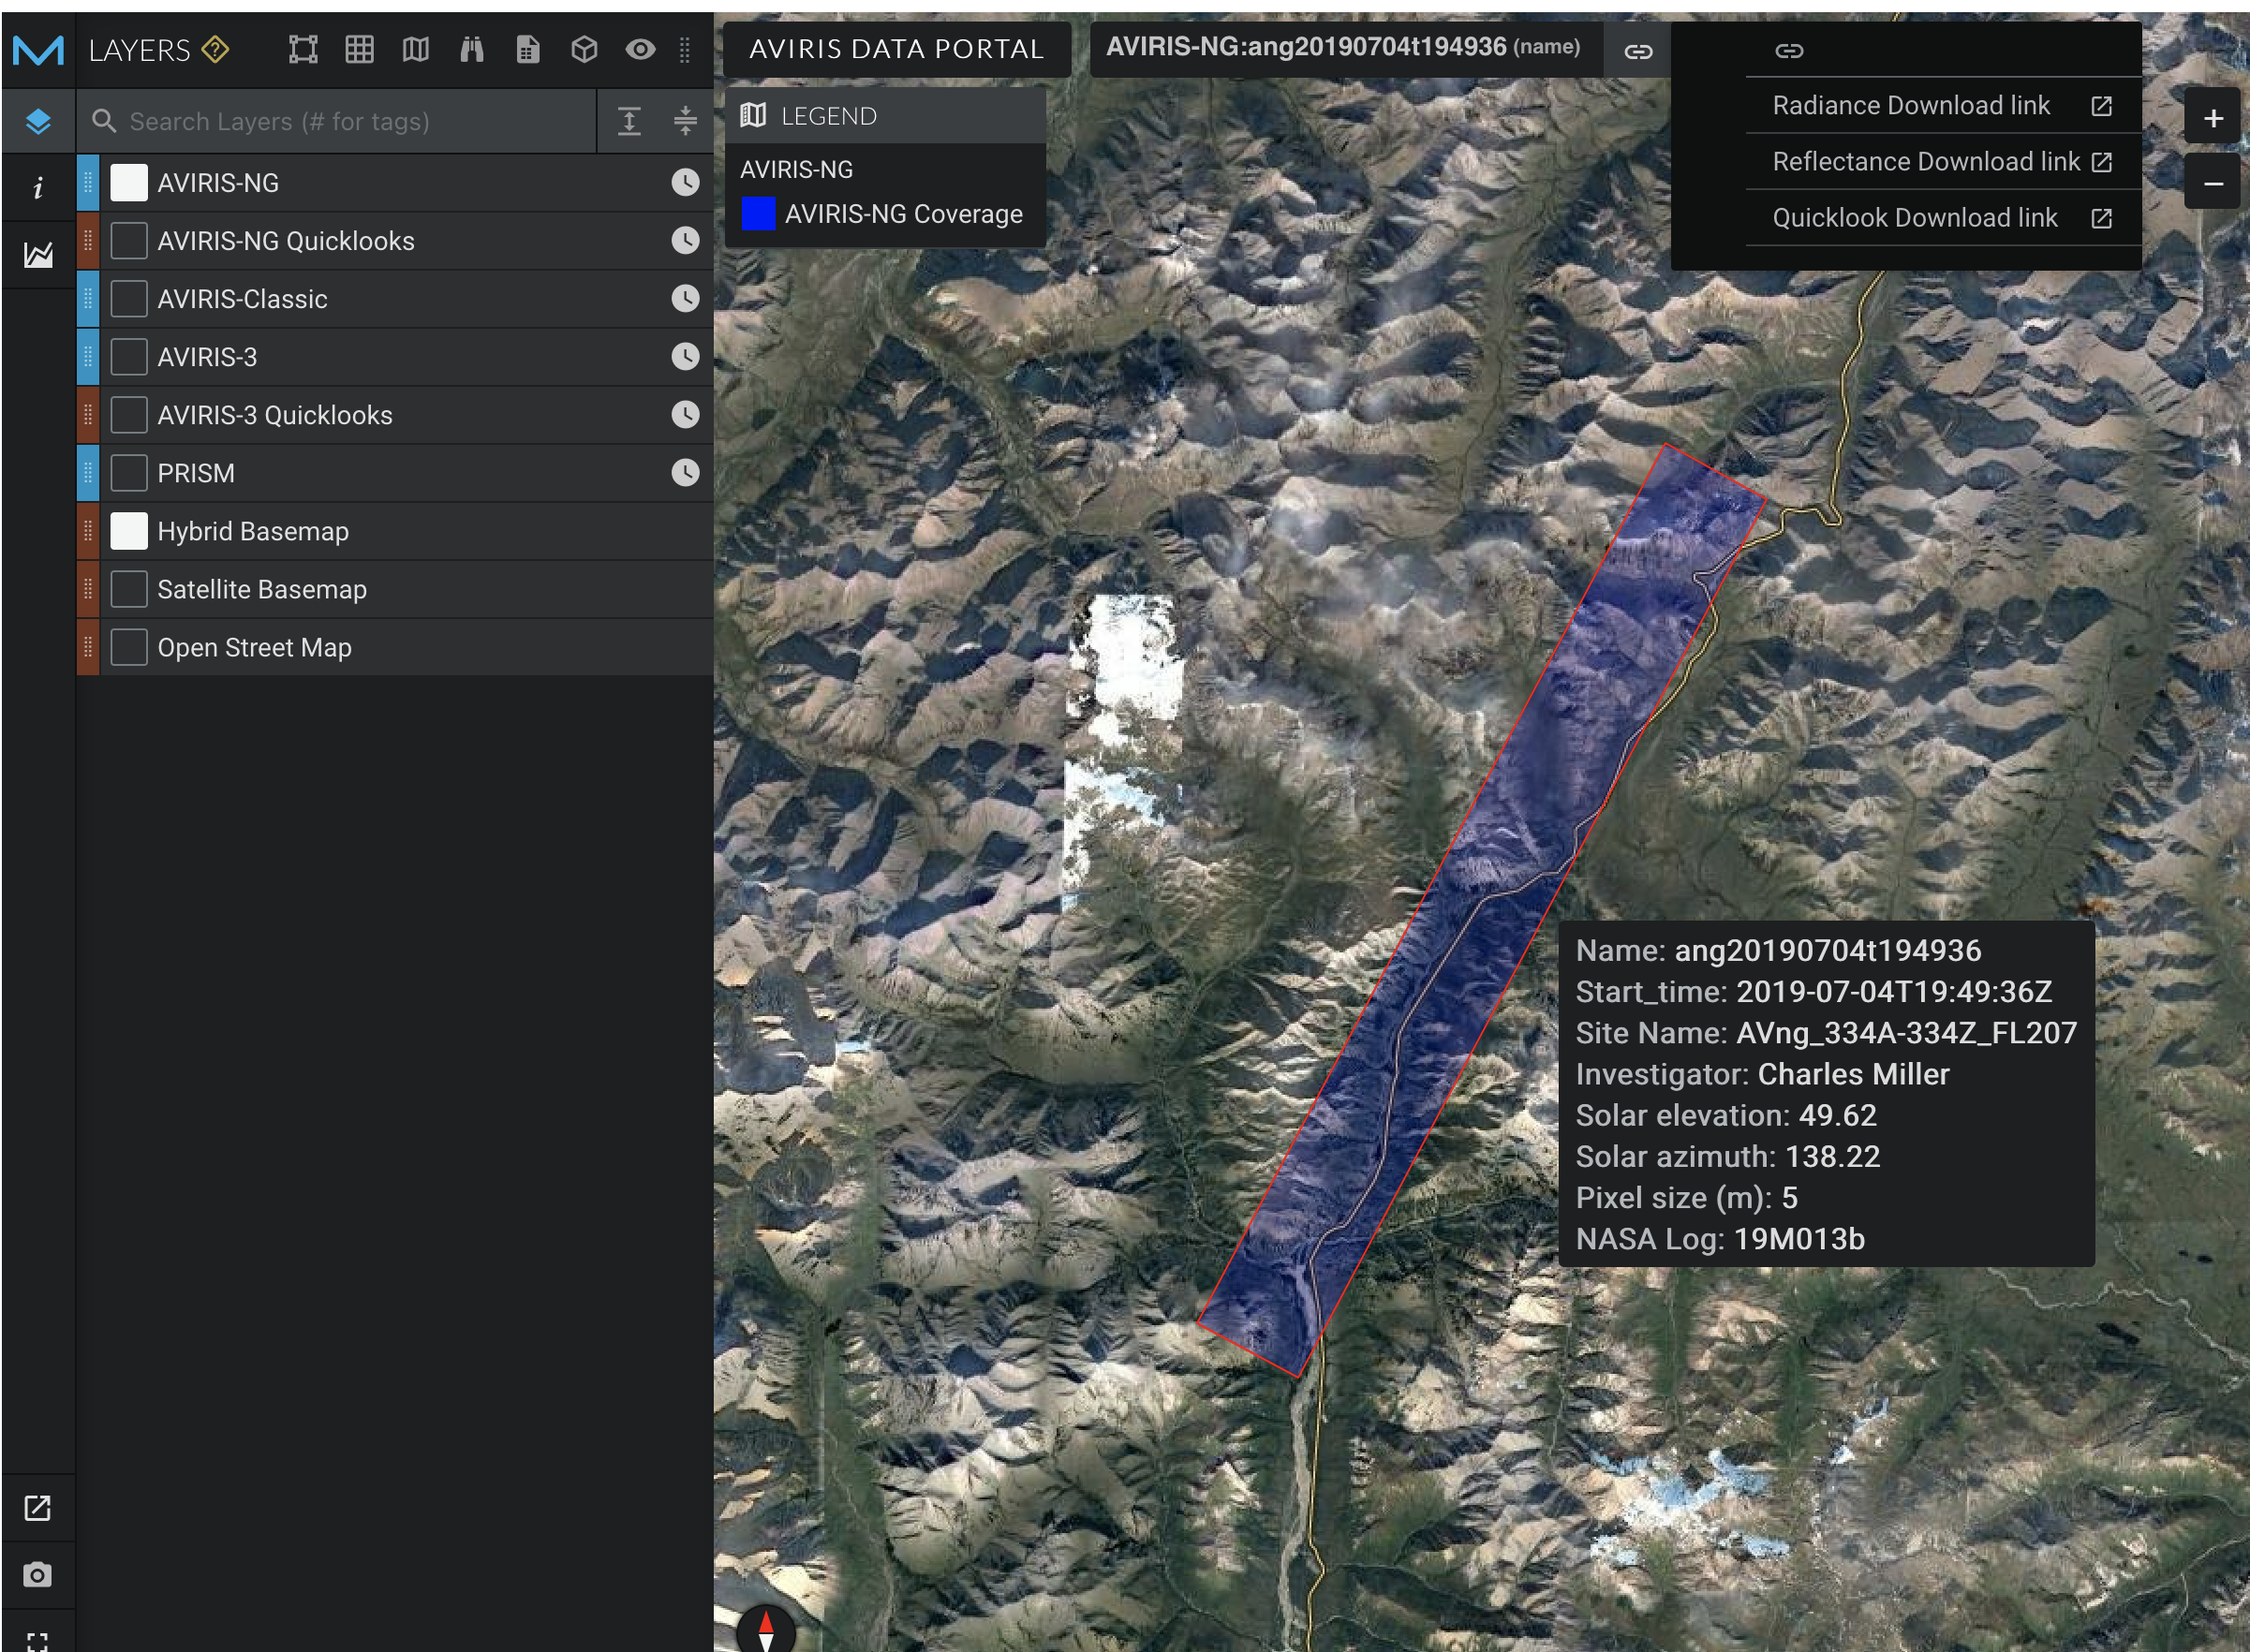 LAYERS
Search Layers (# for tags)
AVIRIS-NG
AVIRIS-NG Quicklooks
AVIRIS-Classic
AVIRIS-3
AVIRIS-3 Quicklooks
PRISM
Hybrid Basemap
Satellite Basemap
Open Street Map
AVIRIS DATA PORTAL
AVIRIS-NG:ang20190704t194936 (name)
LEGEND
AVIRIS-NG
AVIRIS-NG Coverage
Radiance Download link
Reflectance Download link
Quicklook Download link
Name: ang20190704t194936
Start_time: 2019-07-04T19:49:36Z
Site Name: AVng_334A-334Z_FL207
Investigator: Charles Miller
Solar elevation: 49.62
Solar azimuth: 138.22
Pixel size (m): 5
NASA Log: 19M013b